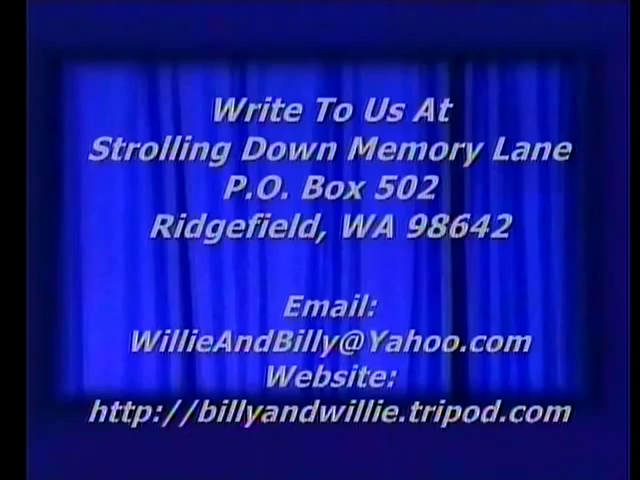 Write To Us At
Strolling Down Memory Lane
P.O. Box 502
Ridgefield, WA 98642
Email:
WillieAndBilly@Yahoo.com
Website:
http://billyandwillie.tripod.com